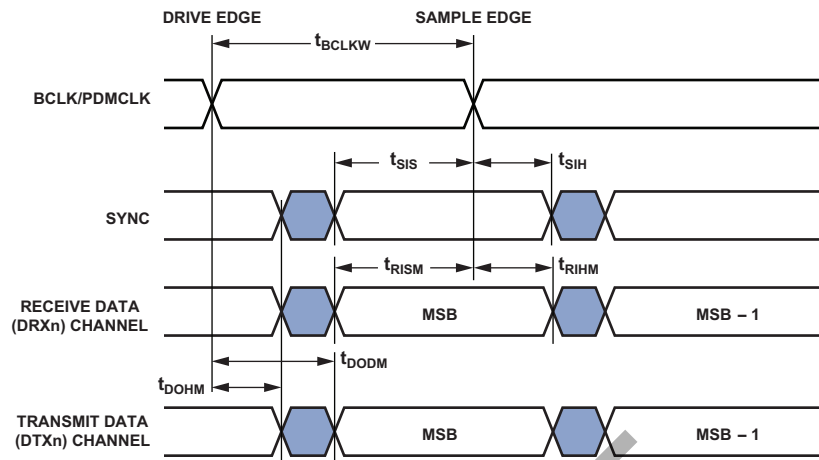 DRIVE EDGE
SAMPLE EDGE
tBCLKW
BCLK/PDMCLK
tSIS
tSIH
SYNC
tRISM
tRIHM
RECEIVE DATA
(DRXn) CHANNEL
MSB
MSB – 1
tDODM
tDOHM
TRANSMIT DATA
(DTXn) CHANNEL
MSB
MSB – 1